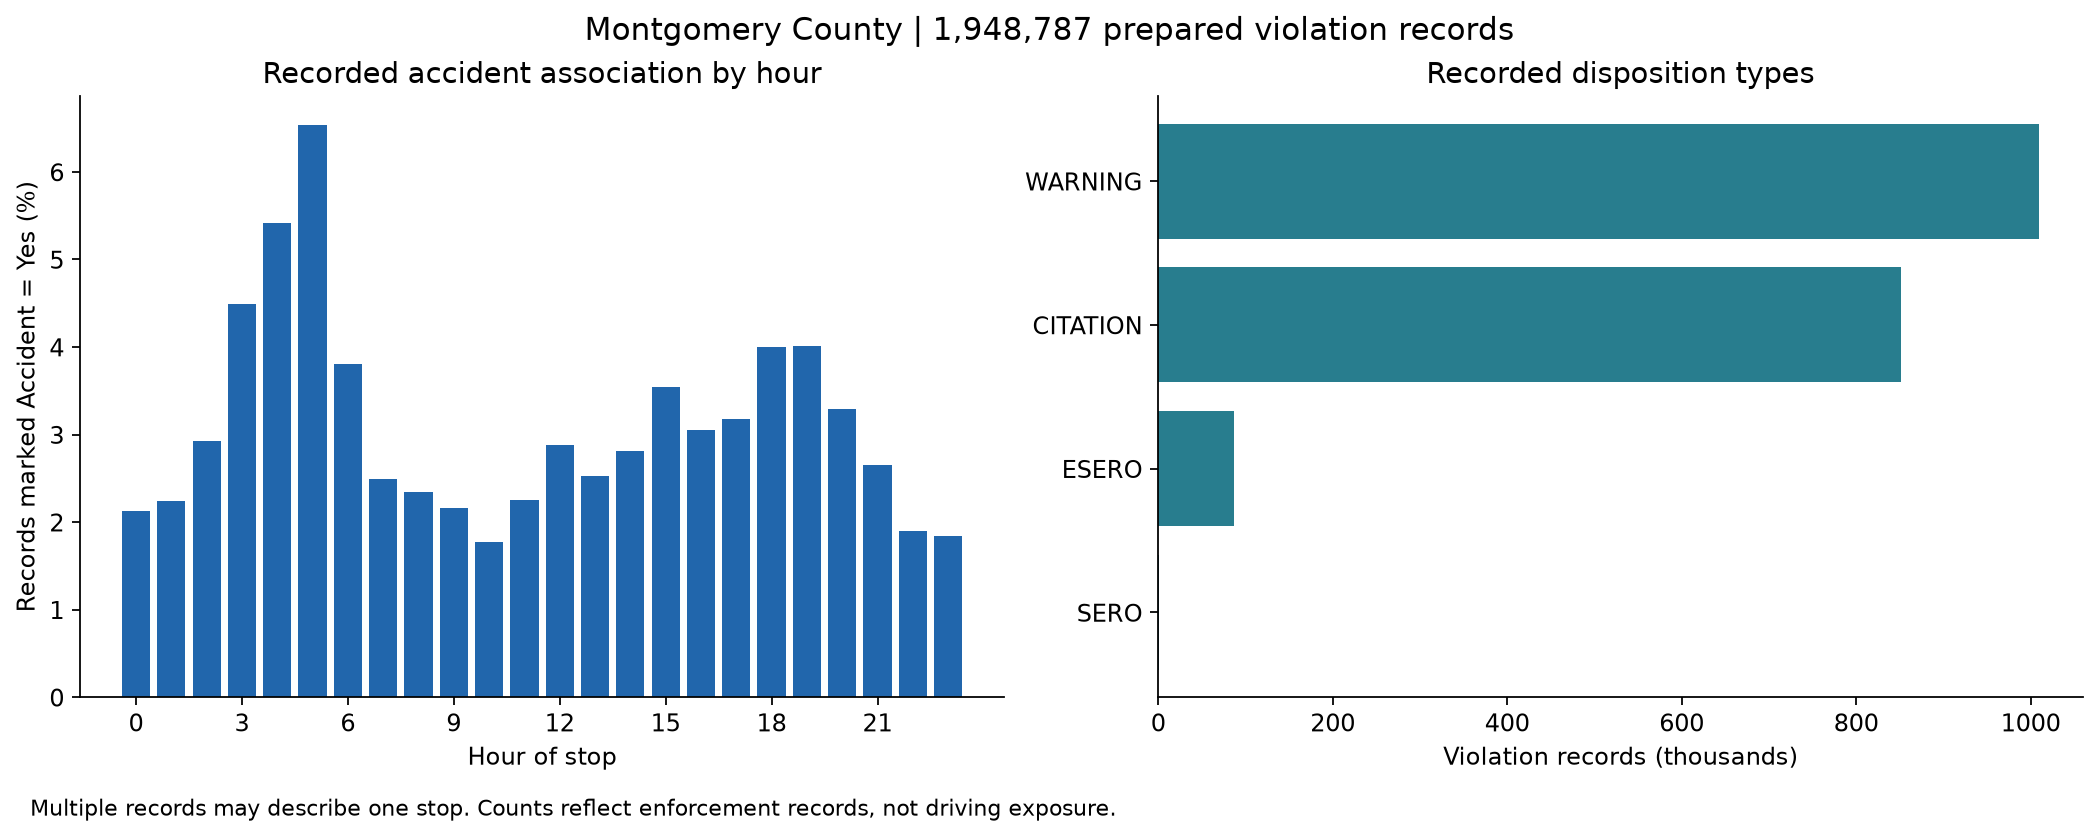 Montgomery County | 1,948,787 prepared violation records
Recorded accident association by hour
Records marked Accident = Yes (%)
6
5
4
3
2
1
0
0 3 6 9 12 15 18 21
Hour of stop
Recorded disposition types
WARNING
CITATION
ESERO
SERO
0 200 400 600 800 1000
Violation records (thousands)
Multiple records may describe one stop. Counts reflect enforcement records, not driving exposure.